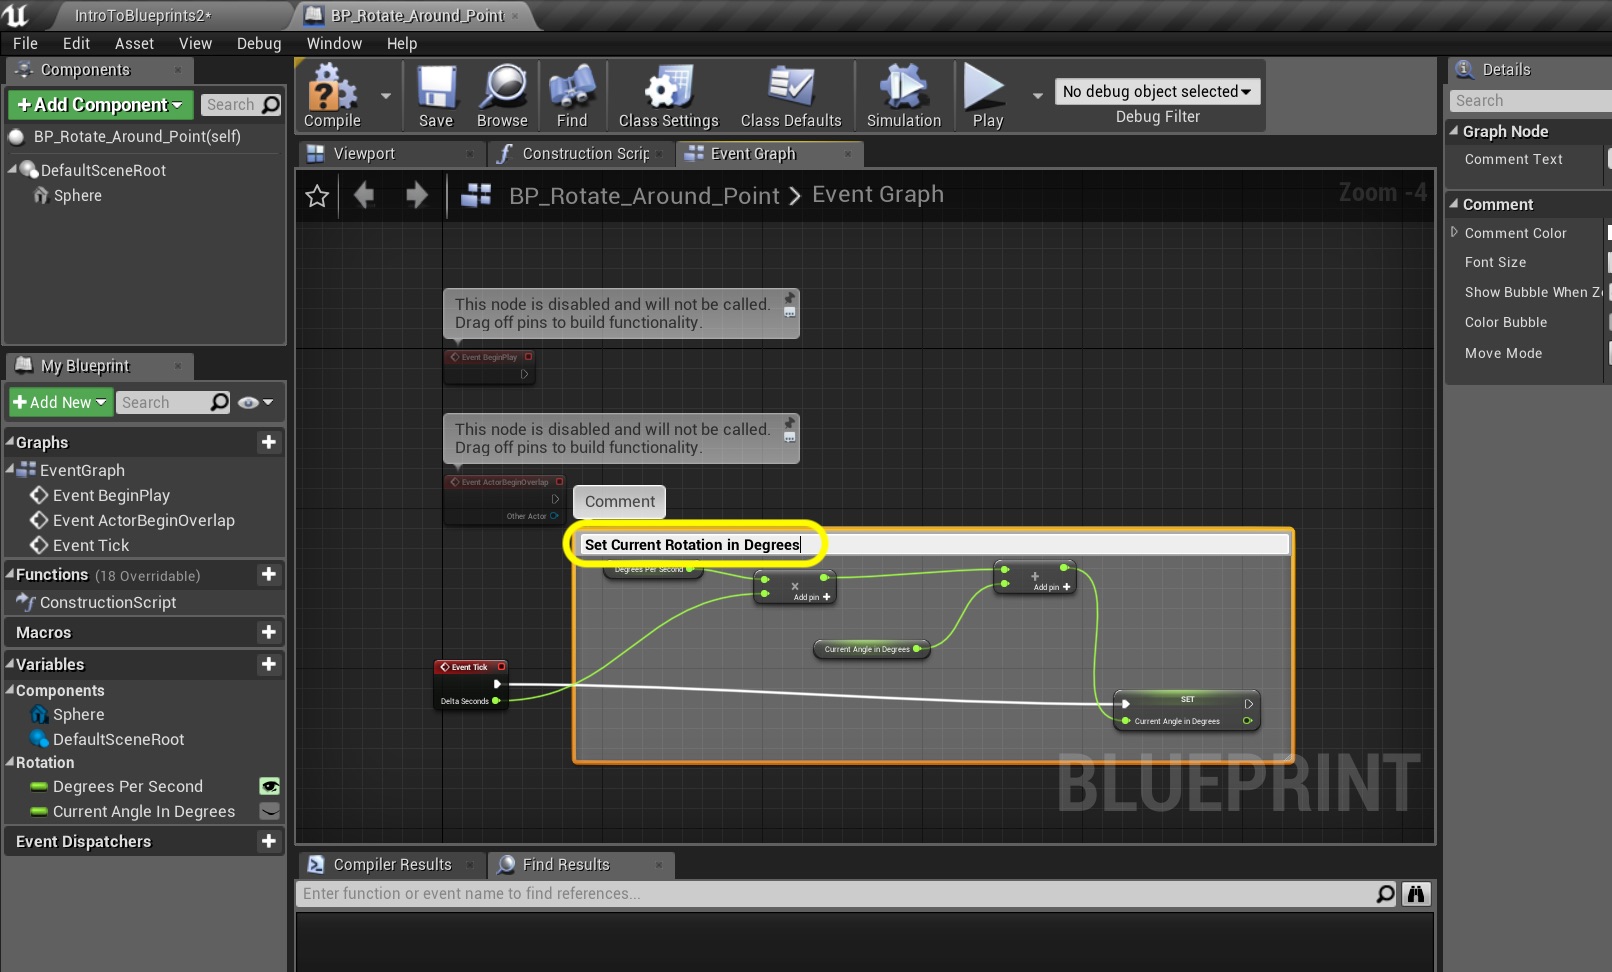 IntroToBlueprints2*
BP_Rotate_Around_Point
File Edit Asset View Debug Window Help
Components
+Add Component
Search
BP_Rotate_Around_Point(self)
DefaultSceneRoot
Sphere
Compile
Save
Browse
Find
Class Settings
Class Defaults
Simulation
Play
No debug object selected
Debug Filter
Viewport
Construction Scrip
Event Graph
BP_Rotate_Around_Point > Event Graph
Zoom -4
This node is disabled and will not be called.
Drag off pins to build functionality.
Event BeginPlay
This node is disabled and will not be called.
Drag off pins to build functionality.
Event ActorBeginOverlap
Other Actor
Comment
Set Current Rotation in Degrees
Degrees Per Second
×
Add pin +
+
Add pin +
Current Angle in Degrees
Event Tick
Delta Seconds
SET
Current Angle in Degrees
BLUEPRINT
My Blueprint
+Add New
Search
Graphs
EventGraph
Event BeginPlay
Event ActorBeginOverlap
Event Tick
Functions (18 Overridable)
ConstructionScript
Macros
Variables
Components
Sphere
DefaultSceneRoot
Rotation
Degrees Per Second
Current Angle In Degrees
Event Dispatchers
Compiler Results
Find Results
Enter function or event name to find references...
Details
Search
Graph Node
Comment Text
Comment
Comment Color
Font Size
Show Bubble When Z
Color Bubble
Move Mode